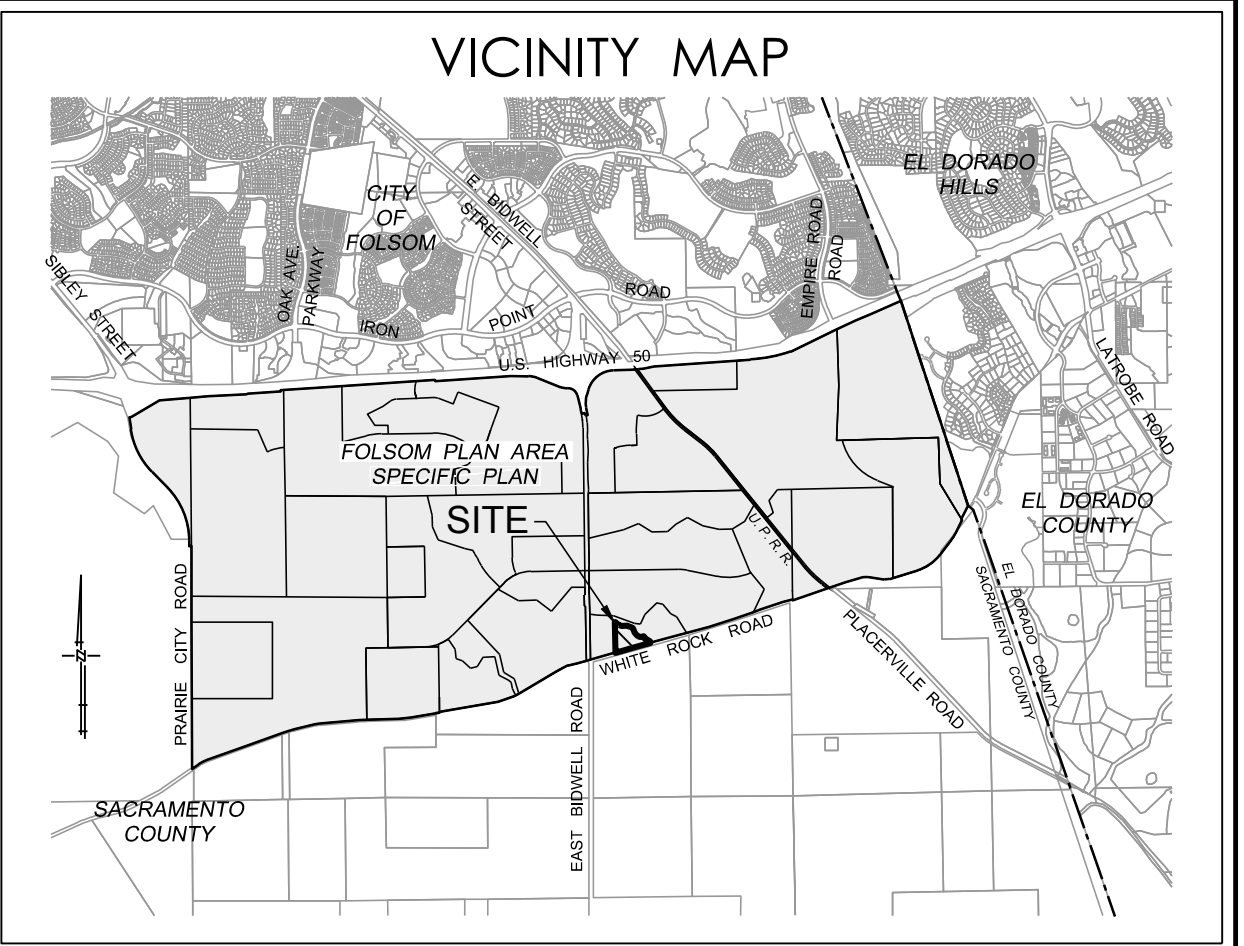 VICINITY MAP
EL DORADO
HILLS
CITY
OF
FOLSOM
E. BIDWELL
STREET
EMPIRE ROAD
ROAD
SIBLEY
STREET
OAK AVE.
PARKWAY
IRON
POINT
ROAD
U.S. HIGHWAY 50
LATROBE ROAD
FOLSOM PLAN AREA
SPECIFIC PLAN
SITE
U. P. R. R.
EL DORADO
COUNTY
EL DORADO COUNTY
SACRAMENTO COUNTY
PRAIRIE CITY ROAD
N
WHITE ROCK ROAD
PLACERVILLE ROAD
EAST BIDWELL ROAD
SACRAMENTO
COUNTY